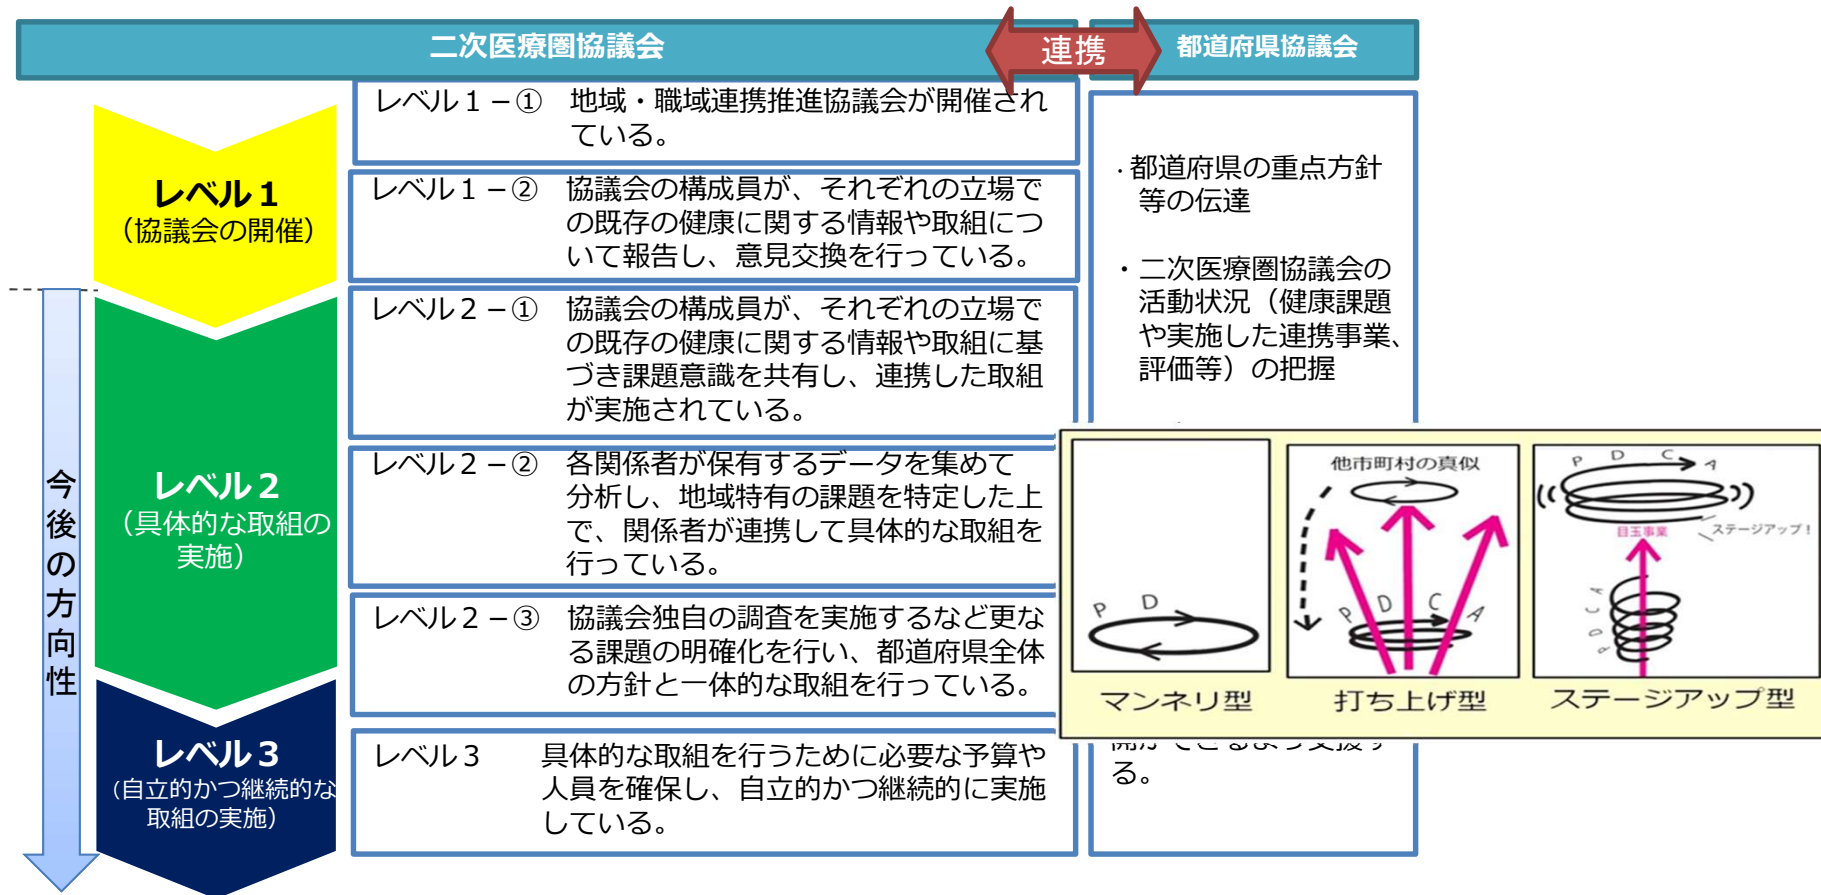 二次医療圏協議会
連携
都道府県協議会
レベル1
（協議会の開催）
レベル2
（具体的な取組の
実施）
レベル3
（自立的かつ継続的な
取組の実施）
今後の方向性
レベル１－①　地域・職域連携推進協議会が開催され
ている。
レベル１－②　協議会の構成員が、それぞれの立場で
の既存の健康に関する情報や取組につ
いて報告し、意見交換を行っている。
レベル２－①　協議会の構成員が、それぞれの立場で
の既存の健康に関する情報や取組に基
づき課題意識を共有し、連携した取組
が実施されている。
レベル２－②　各関係者が保有するデータを集めて
分析し、地域特有の課題を特定した上
で、関係者が連携して具体的な取組を
行っている。
レベル２－③　協議会独自の調査を実施するなど更な
る課題の明確化を行い、都道府県全体
の方針と一体的な取組を行っている。
レベル３　具体的な取組を行うために必要な予算や
人員を確保し、自立的かつ継続的に実施
している。
・都道府県の重点方針
等の伝達
・二次医療圏協議会の
活動状況（健康課題
や実施した連携事業、
評価等）の把握
る。
P D
マンネリ型
他市町村の真似
P D C A
打ち上げ型
P D C A
目玉事業
ステージアップ！
P D C A
ステージアップ型